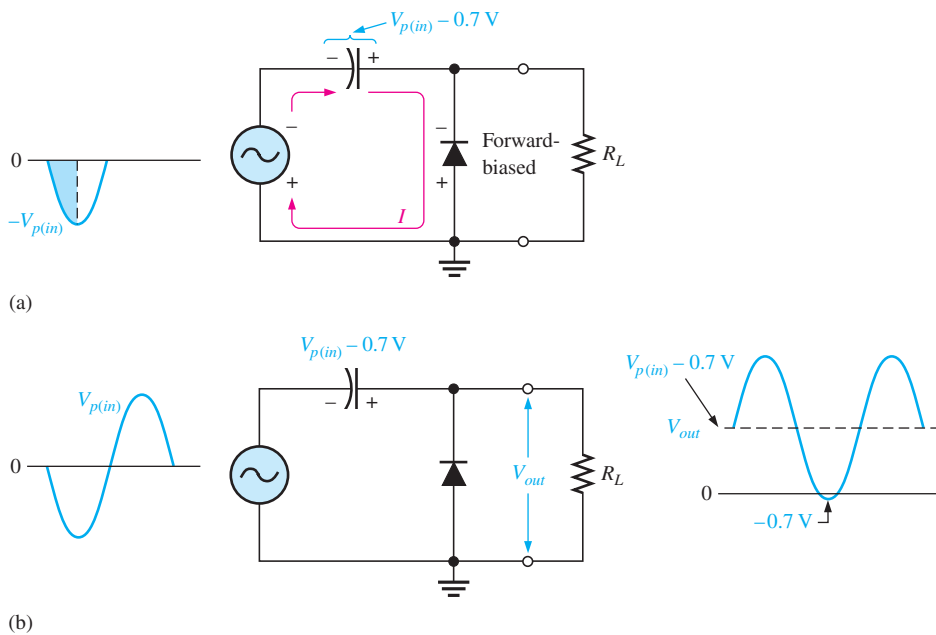 V_p(in) – 0.7 V
– +
–
–
0
Forward-
biased
R_L
+
+
–V_p(in)
I
(a)
V_p(in) – 0.7 V
V_p(in) – 0.7 V
V_p(in)
– +
V_out
0
V_out
R_L
0
–0.7 V
(b)